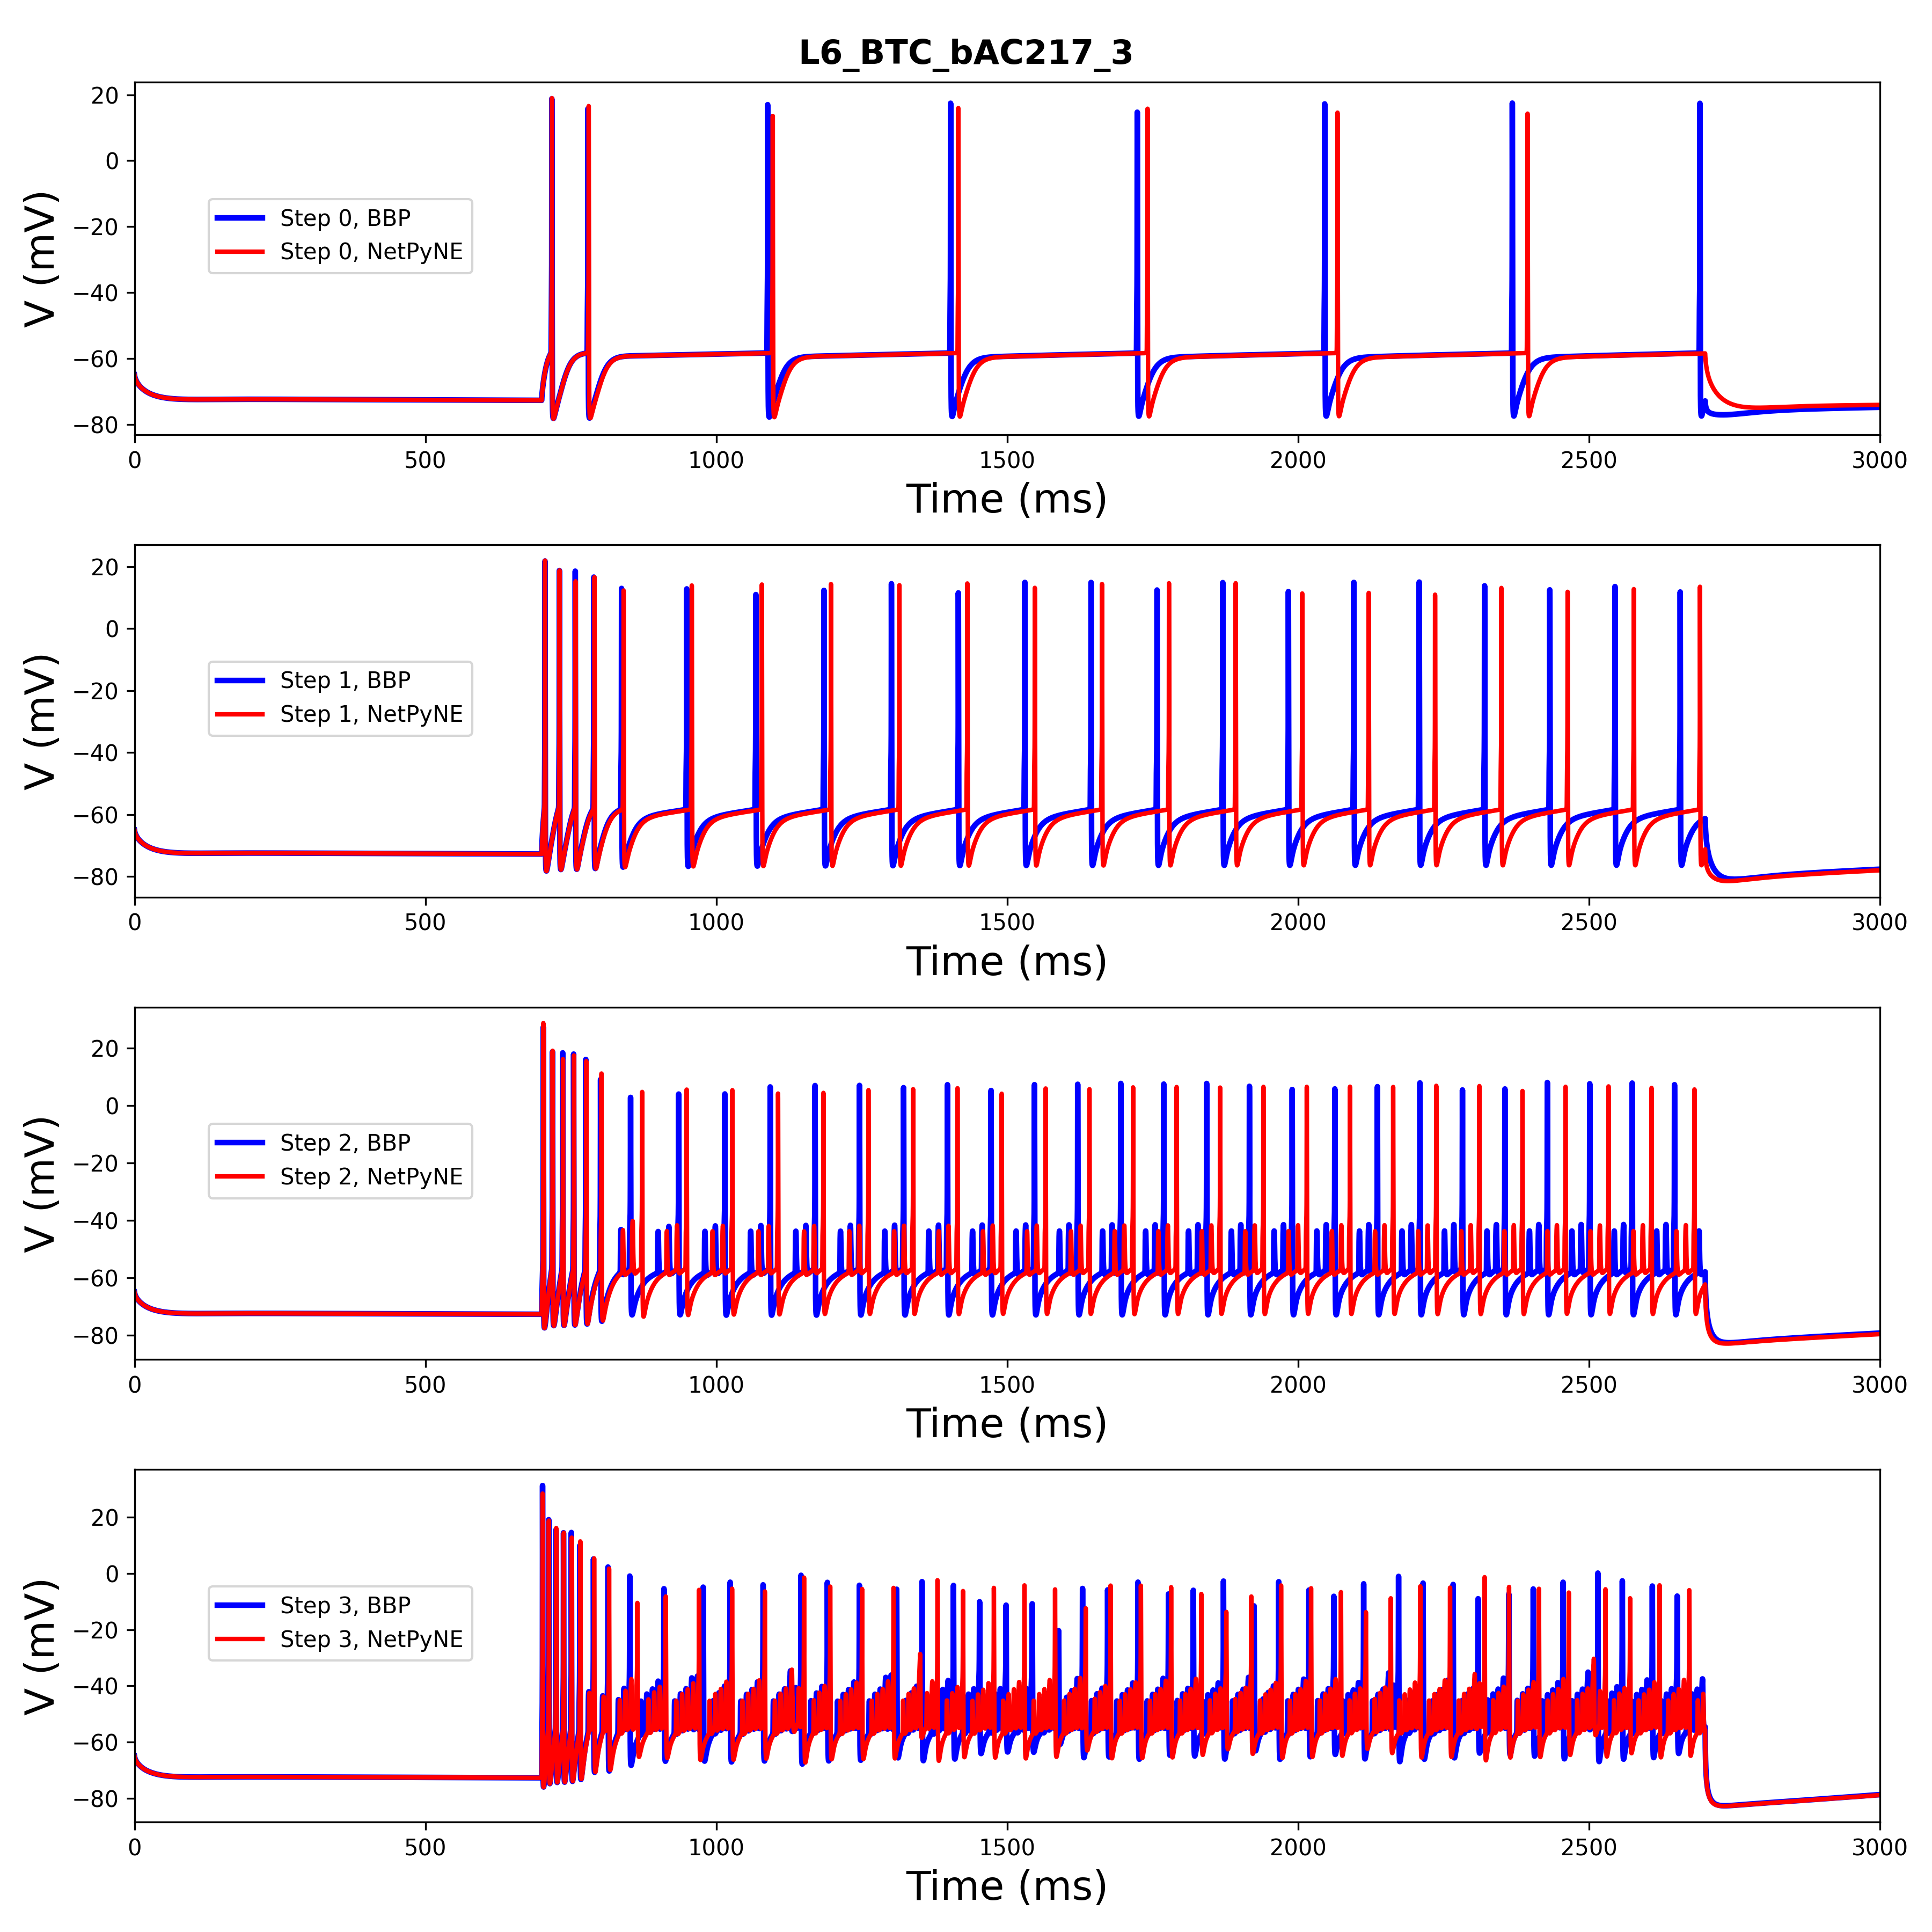 L6_BTC_bAC217_3
20
0
−20
−40
−60
−80
V (mV)
Step 0, BBP
Step 0, NetPyNE
0 500 1000 1500 2000 2500 3000
Time (ms)
20
0
−20
−40
−60
−80
V (mV)
Step 1, BBP
Step 1, NetPyNE
0 500 1000 1500 2000 2500 3000
Time (ms)
20
0
−20
−40
−60
−80
V (mV)
Step 2, BBP
Step 2, NetPyNE
0 500 1000 1500 2000 2500 3000
Time (ms)
20
0
−20
−40
−60
−80
V (mV)
Step 3, BBP
Step 3, NetPyNE
0 500 1000 1500 2000 2500 3000
Time (ms)